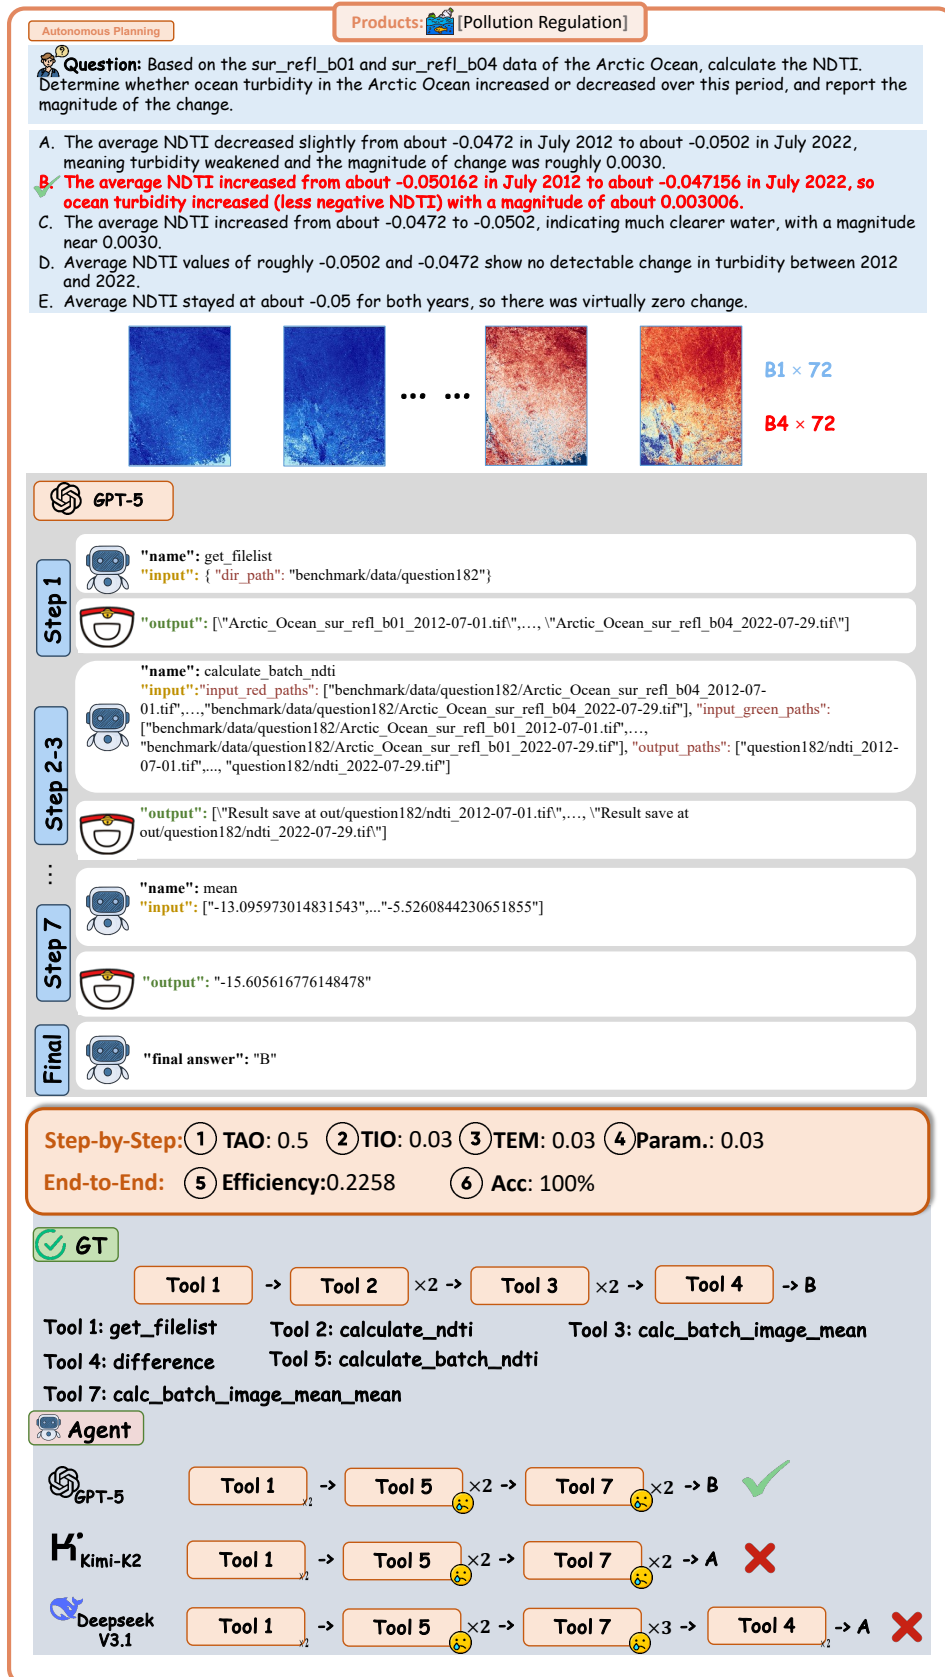 Products: [Pollution Regulation]
Autonomous Planning
Question: Based on the sur_refl_b01 and sur_refl_b04 data of the Arctic Ocean, calculate the NDTI.
Determine whether ocean turbidity in the Arctic Ocean increased or decreased over this period, and report the
magnitude of the change.
A. The average NDTI decreased slightly from about -0.0472 in July 2012 to about -0.0502 in July 2022,
meaning turbidity weakened and the magnitude of change was roughly 0.0030.
B. The average NDTI increased from about -0.050162 in July 2012 to about -0.047156 in July 2022, so
ocean turbidity increased (less negative NDTI) with a magnitude of about 0.003006.
C. The average NDTI increased from about -0.0472 to -0.0502, indicating much clearer water, with a magnitude
near 0.0030.
D. Average NDTI values of roughly -0.0502 and -0.0472 show no detectable change in turbidity between 2012
and 2022.
E. Average NDTI stayed at about -0.05 for both years, so there was virtually zero change.
... ...
B1 × 72
B4 × 72
GPT-5
Step 1
"name": get_filelist
"input": { "dir_path": "benchmark/data/question182"}
"output": [\"Arctic_Ocean_sur_refl_b01_2012-07-01.tif\",…, \"Arctic_Ocean_sur_refl_b04_2022-07-29.tif\"]
Step 2-3
"name": calculate_batch_ndti
"input":"input_red_paths": ["benchmark/data/question182/Arctic_Ocean_sur_refl_b04_2012-07-
01.tif",…,"benchmark/data/question182/Arctic_Ocean_sur_refl_b04_2022-07-29.tif"], "input_green_paths":
["benchmark/data/question182/Arctic_Ocean_sur_refl_b01_2012-07-01.tif",…,
"benchmark/data/question182/Arctic_Ocean_sur_refl_b01_2022-07-29.tif"], "output_paths": ["question182/ndti_2012-
07-01.tif",..., "question182/ndti_2022-07-29.tif"]
"output": [\"Result save at out/question182/ndti_2012-07-01.tif\",…, \"Result save at
out/question182/ndti_2022-07-29.tif\"]
⋮
Step 7
"name": mean
"input": ["-13.095973014831543",..."-5.5260844230651855"]
"output": "-15.605616776148478"
Final
"final answer": "B"
Step-by-Step: 1 TAO: 0.5 2 TIO: 0.03 3 TEM: 0.03 4 Param.: 0.03
End-to-End: 5 Efficiency:0.2258 6 Acc: 100%
GT
Tool 1 -> Tool 2 ×2 -> Tool 3 ×2 -> Tool 4 -> B
Tool 1: get_filelist Tool 2: calculate_ndti Tool 3: calc_batch_image_mean
Tool 4: difference Tool 5: calculate_batch_ndti
Tool 7: calc_batch_image_mean_mean
Agent
GPT-5 Tool 1 ×2 -> Tool 5 ×2 -> Tool 7 ×2 -> B
Kimi-K2 Tool 1 ×2 -> Tool 5 ×2 -> Tool 7 ×2 -> A
Deepseek V3.1 Tool 1 ×2 -> Tool 5 ×2 -> Tool 7 ×3 -> Tool 4 ×2 -> A